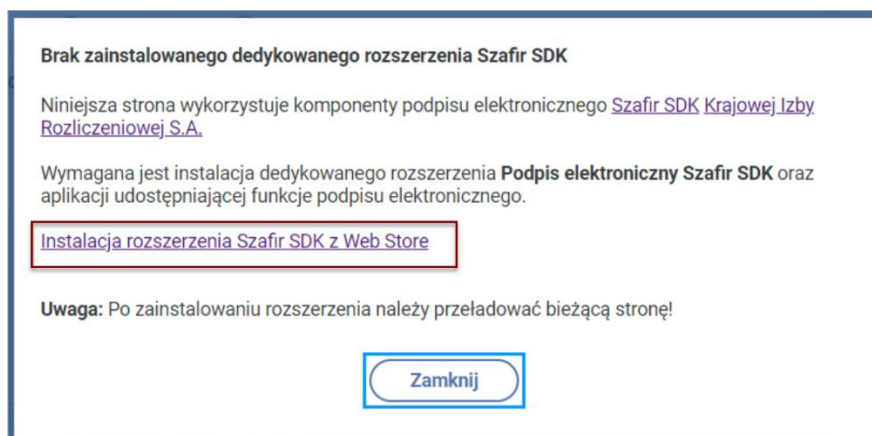 Brak zainstalowanego dedykowanego rozszerzenia Szafir SDK
Niniejsza strona wykorzystuje komponenty podpisu elektronicznego Szafir SDK Krajowej Izby
Rozliczeniowej S.A.
Wymagana jest instalacja dedykowanego rozszerzenia Podpis elektroniczny Szafir SDK oraz
aplikacji udostępniającej funkcje podpisu elektronicznego.
Instalacja rozszerzenia Szafir SDK z Web Store
Uwaga: Po zainstalowaniu rozszerzenia należy przeładować bieżącą stronę!
Zamknij